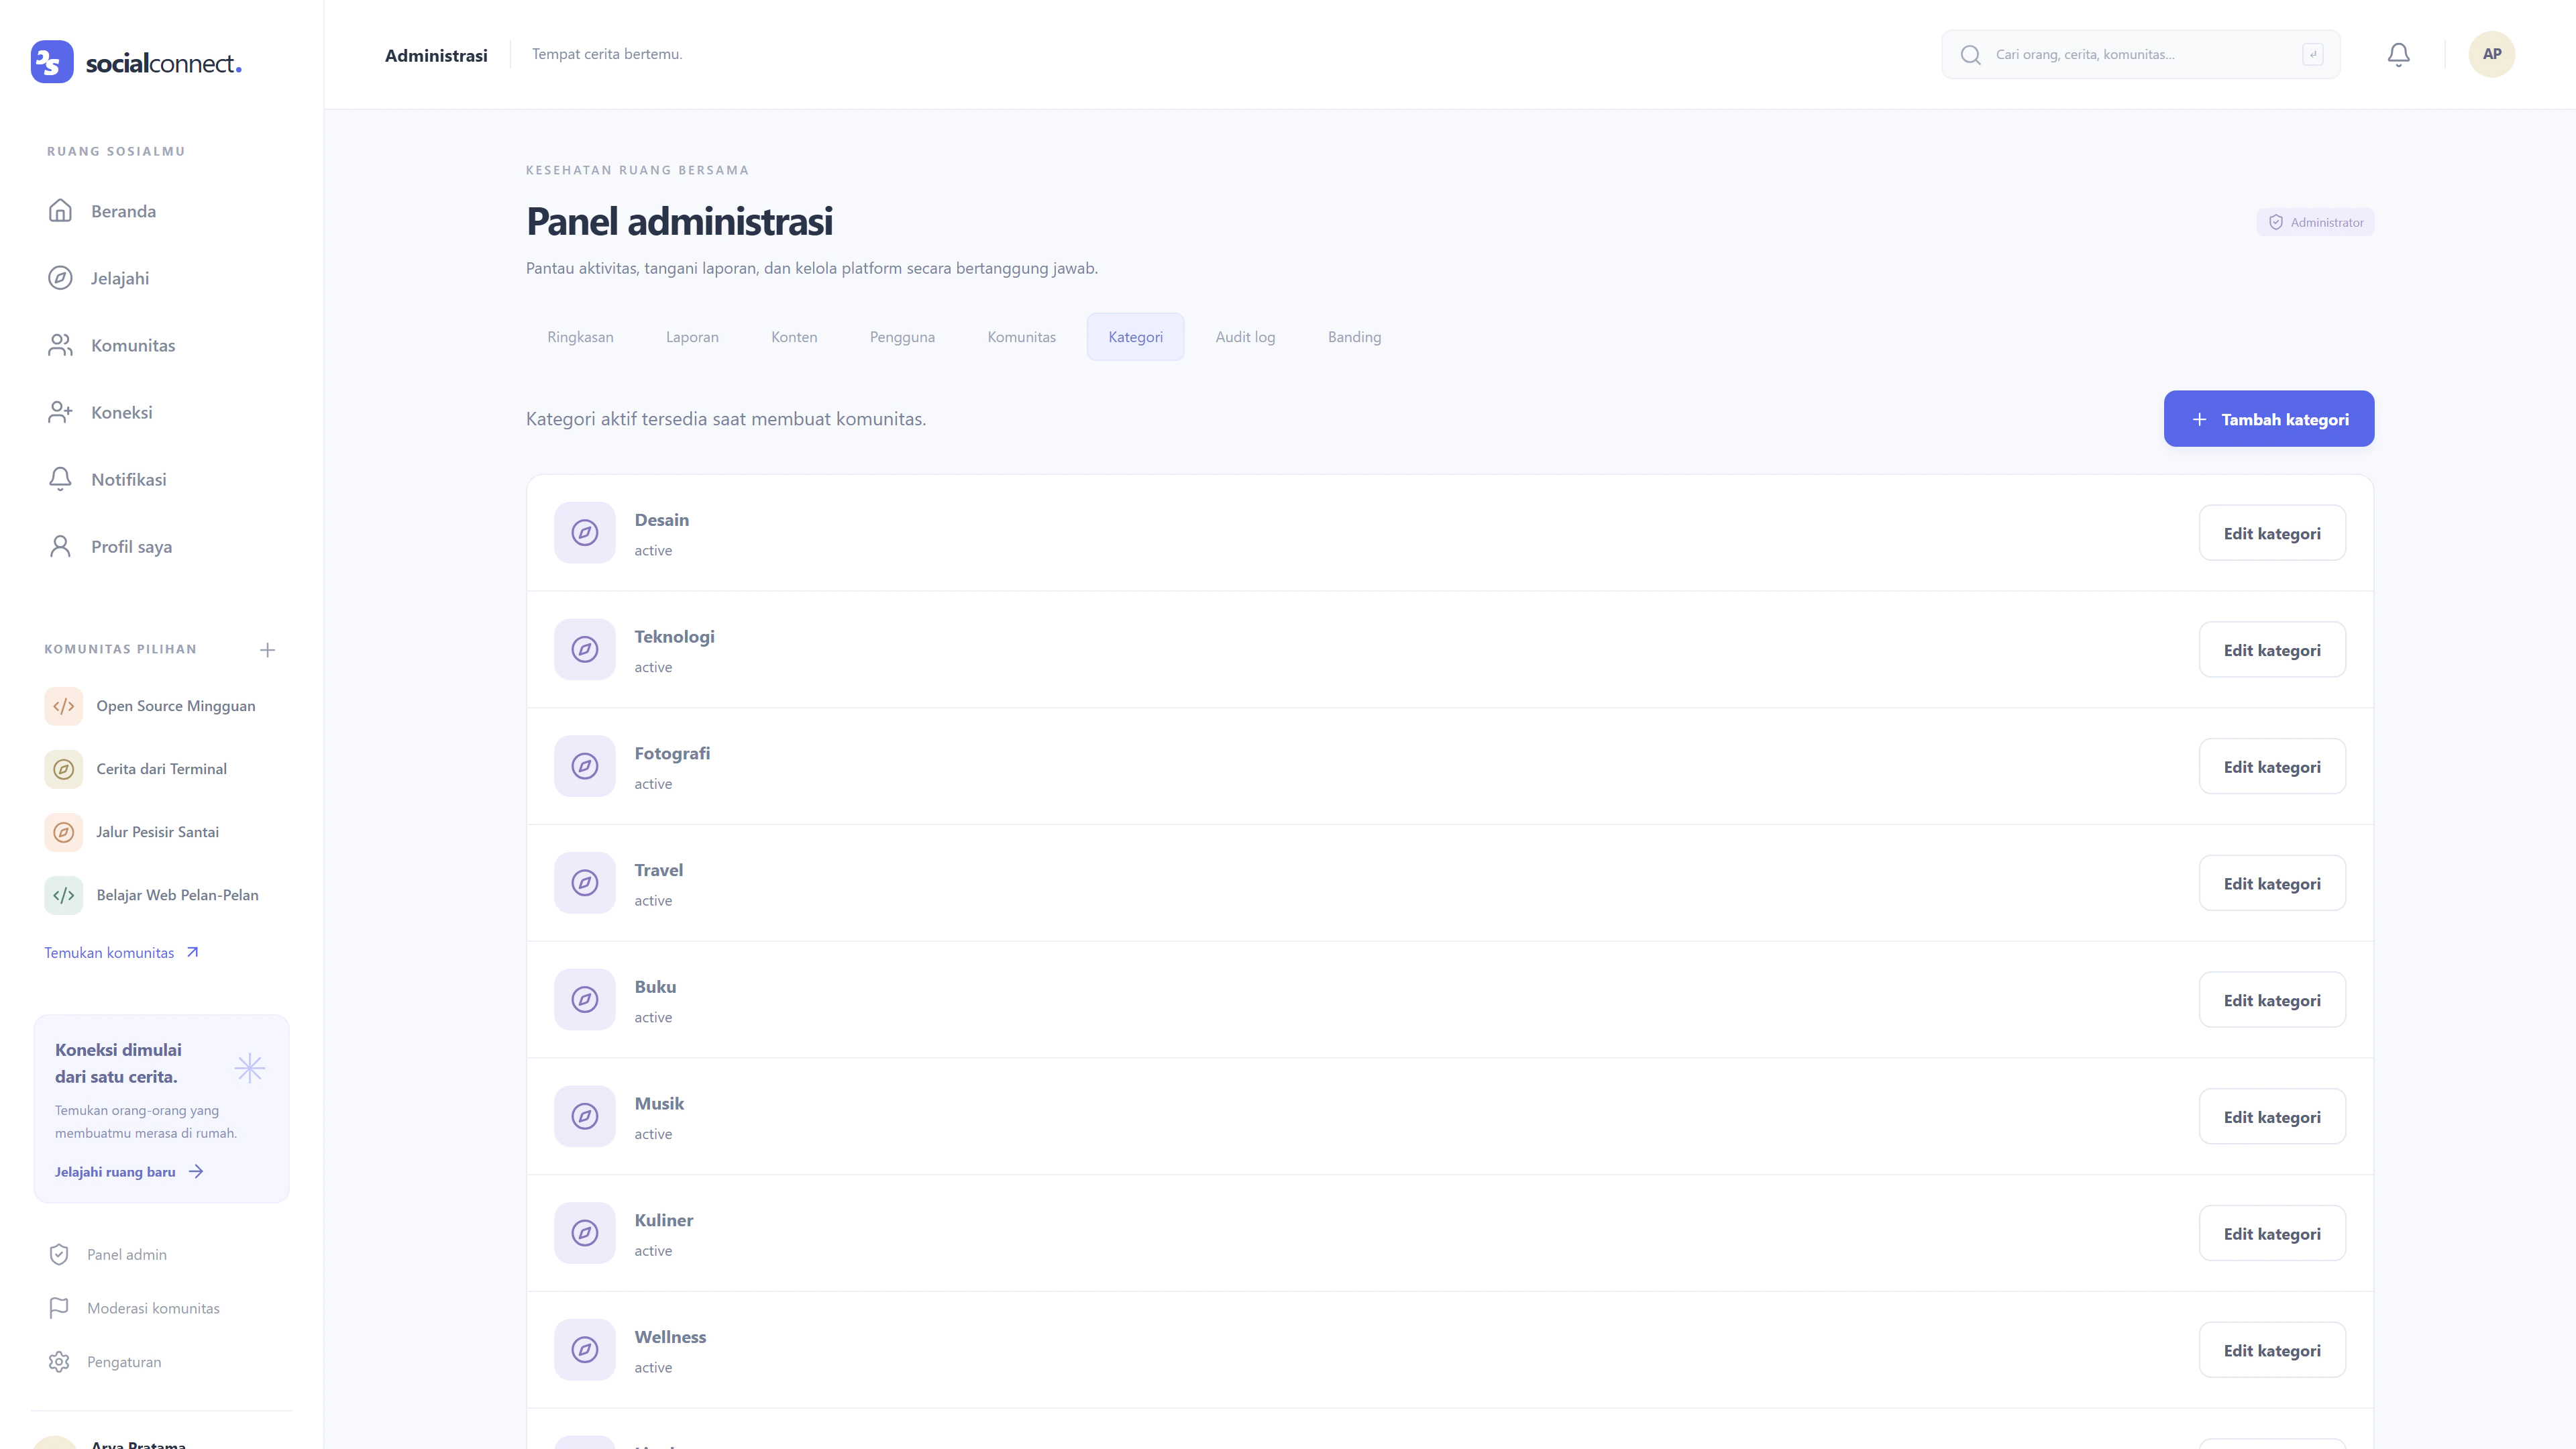 socialconnect.
RUANG SOSIALMU
Beranda
Jelajahi
Komunitas
Koneksi
Notifikasi
Profil saya
KOMUNITAS PILIHAN
Open Source Mingguan
Cerita dari Terminal
Jalur Pesisir Santai
Belajar Web Pelan-Pelan
Temukan komunitas
Koneksi dimulai
dari satu cerita.
Temukan orang-orang yang
membuatmu merasa di rumah.
Jelajahi ruang baru
Panel admin
Moderasi komunitas
Pengaturan
Arya Pratama
Administrasi
Tempat cerita bertemu.
Cari orang, cerita, komunitas...
AP
KESEHATAN RUANG BERSAMA
Panel administrasi
Administrator
Pantau aktivitas, tangani laporan, dan kelola platform secara bertanggung jawab.
Ringkasan
Laporan
Konten
Pengguna
Komunitas
Kategori
Audit log
Banding
Kategori aktif tersedia saat membuat komunitas.
Tambah kategori
Desain
active
Edit kategori
Teknologi
active
Edit kategori
Fotografi
active
Edit kategori
Travel
active
Edit kategori
Buku
active
Edit kategori
Musik
active
Edit kategori
Kuliner
active
Edit kategori
Wellness
active
Edit kategori